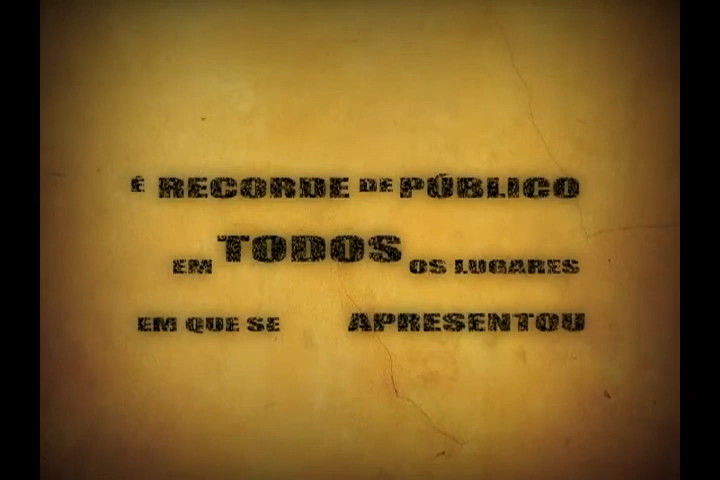 É RECORDE DE PÚBLICO
EM TODOS OS LUGARES
EM QUE SE APRESENTOU